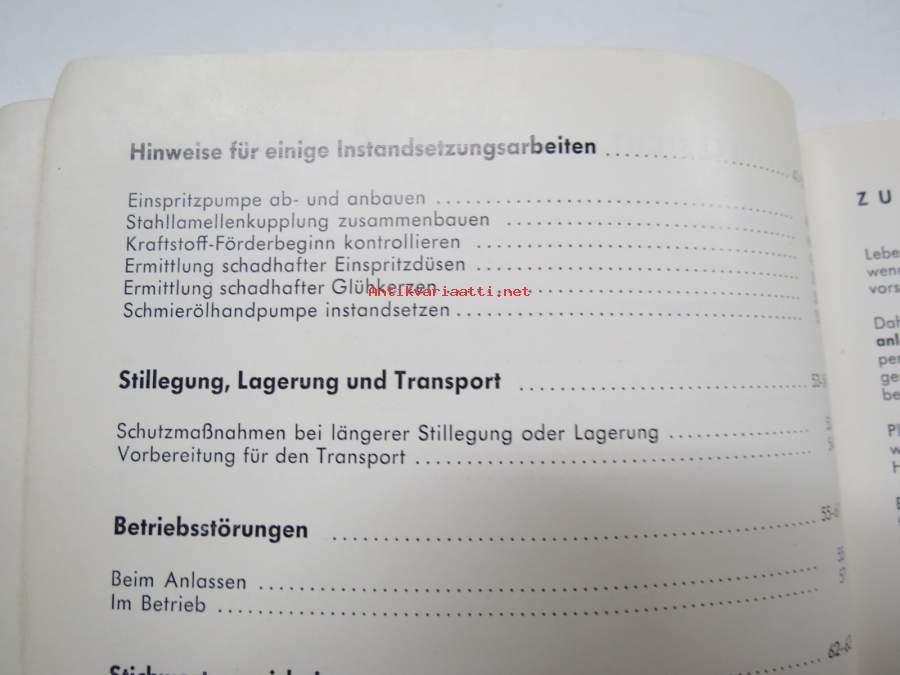 Hinweise für einige Instandsetzungsarbeiten
Einspritzpumpe ab- und anbauen
Stahllamellenkupplung zusammenbauen
Kraftstoff-Förderbeginn kontrollieren
Ermittlung schadhafter Einspritzdüsen
Ermittlung schadhafter Glühkerzen
Antikvariaatti.net
Schmierölhandpumpe instandsetzen
Stillegung, Lagerung und Transport
Schutzmaßnahmen bei längerer Stillegung oder Lagerung
Vorbereitung für den Transport
Betriebsstörungen
Beim Anlassen
Im Betrieb
Z U